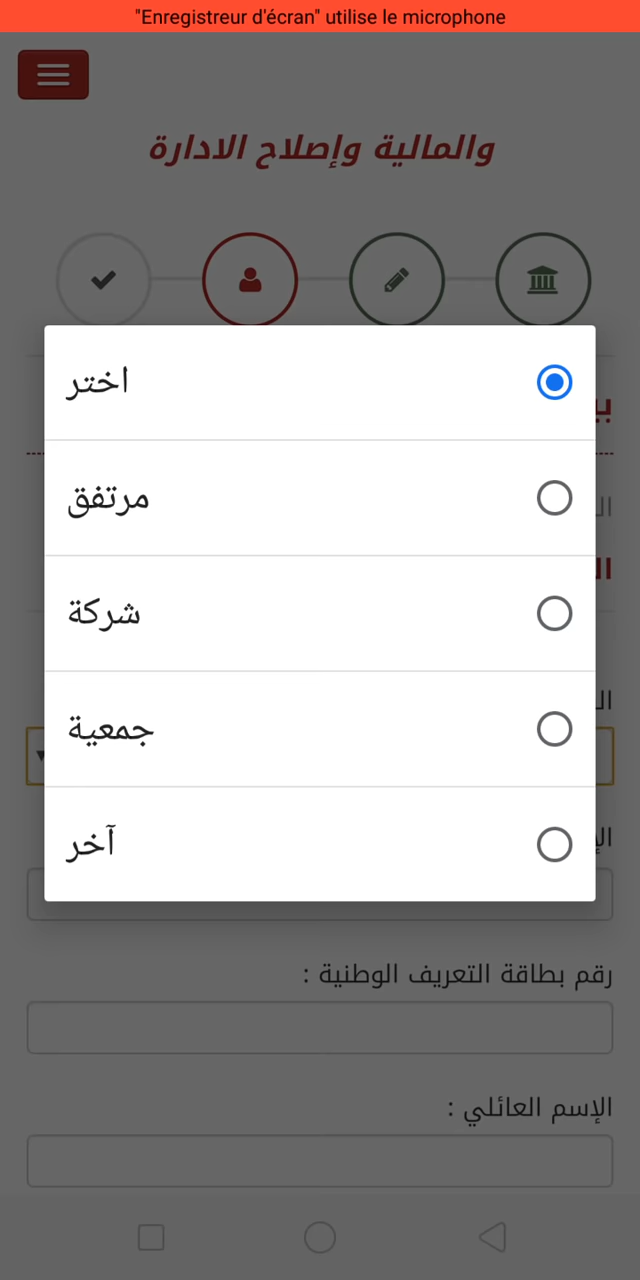 "Enregistreur d'écran" utilise le microphone
والمالية وإصلاح الادارة
اختر
مرتفق
شركة
جمعية
آخر
رقم بطاقة التعريف الوطنية :
الإسم العائلي :